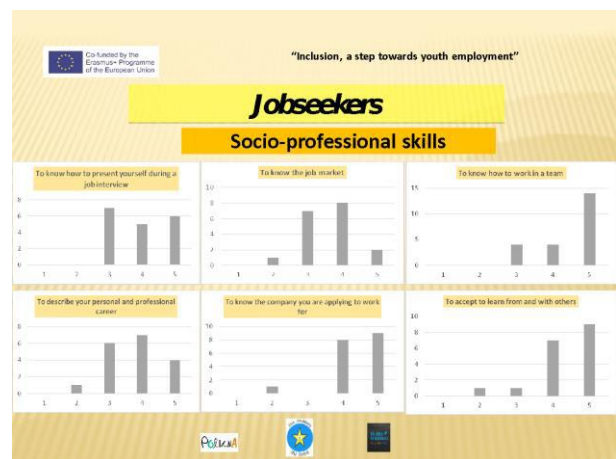 Co-funded by the
Erasmus+ Programme
of the European Union
“Inclusion, a step towards youth employment”
Jobseekers
Socio-professional skills
To know how to present yourself during a
job interview
8
6
4
2
0
1 2 3 4 5
To know the job market
10
8
6
4
2
0
1 2 3 4 5
To know how to work in a team
15
10
5
0
1 2 3 4 5
To describe your personal and professional
career
8
6
4
2
0
1 2 3 4 5
To know the company you are applying to work
for
10
8
6
4
2
0
1 2 3 4 5
To accept to learn from and with others
10
8
6
4
2
0
1 2 3 4 5